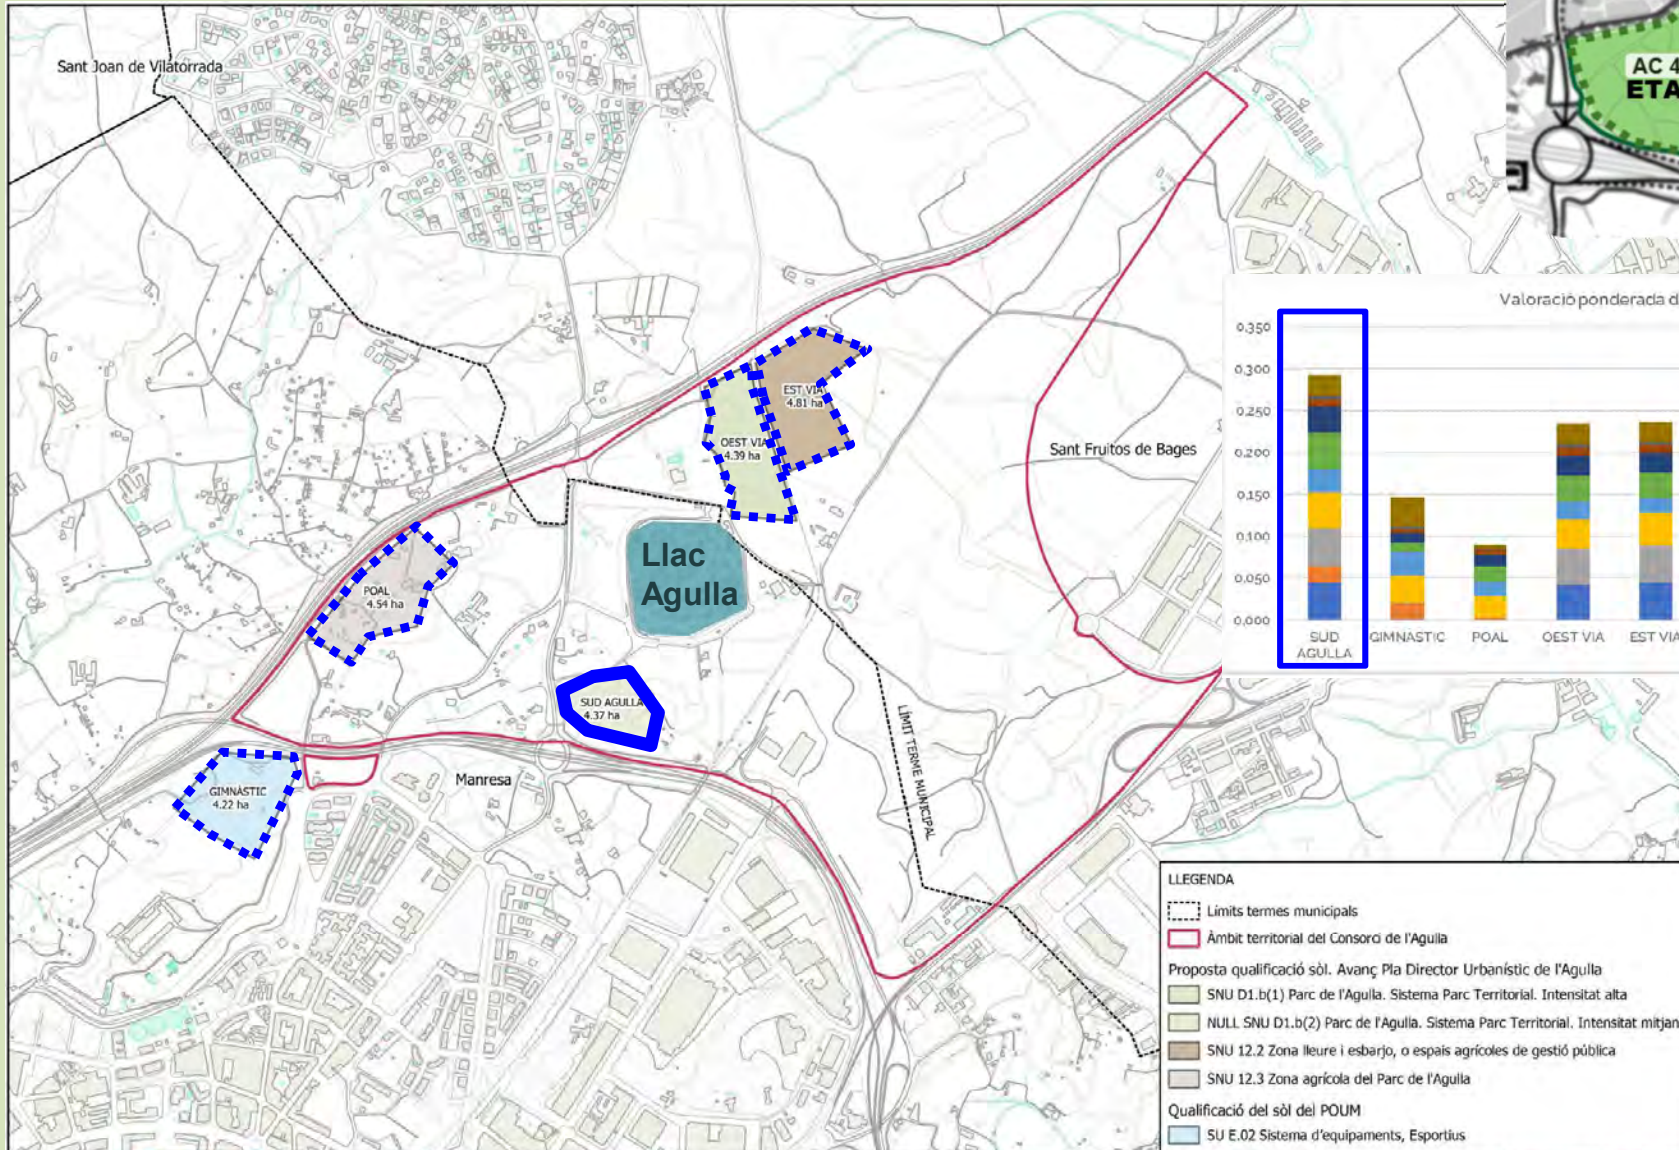 Sant Joan de Vilatorrada
AC 4
ETA
Valoració ponderada d
0.350
0.300
0.250
0.200
0.150
0.100
0.050
0.000
SUD AGULLA
GIMNÀSTIC
POAL
OEST VIA
EST VIA
EST VIA
4.81 ha
OEST VIA
4.39 ha
Sant Fruitos de Bages
Llac
Agulla
POAL
4.54 ha
SUD AGULLA
4.37 ha
LÍMIT TERME MUNICIPAL
Manresa
GIMNÀSTIC
4.22 ha
LLEGENDA
Límits termes municipals
Àmbit territorial del Consorci de l'Agulla
Proposta qualificació sòl. Avanç Pla Director Urbanístic de l'Agulla
SNU D1.b(1) Parc de l'Agulla. Sistema Parc Territorial. Intensitat alta
NULL SNU D1.b(2) Parc de l'Agulla. Sistema Parc Territorial. Intensitat mitjan
SNU 12.2 Zona lleure i esbarjo, o espais agrícoles de gestió pública
SNU 12.3 Zona agrícola del Parc de l'Agulla
Qualificació del sòl del POUM
SU E.02 Sistema d'equipaments, Esportius